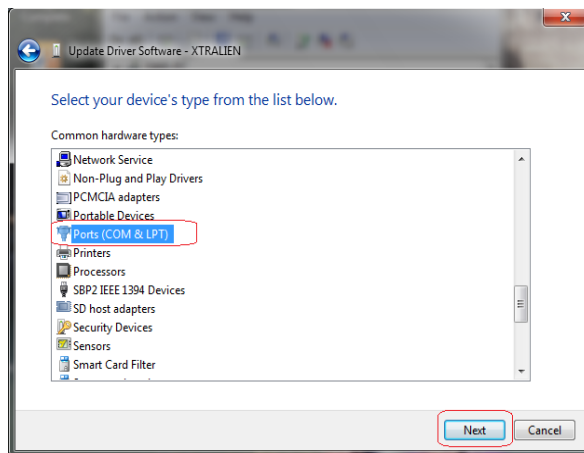 Update Driver Software - XTRALIEN
Select your device's type from the list below.
Common hardware types:
Network Service
Non-Plug and Play Drivers
PCMCIA adapters
Portable Devices
Ports (COM & LPT)
Printers
Processors
SBP2 IEEE 1394 Devices
SD host adapters
Security Devices
Sensors
Smart Card Filter
Next Cancel